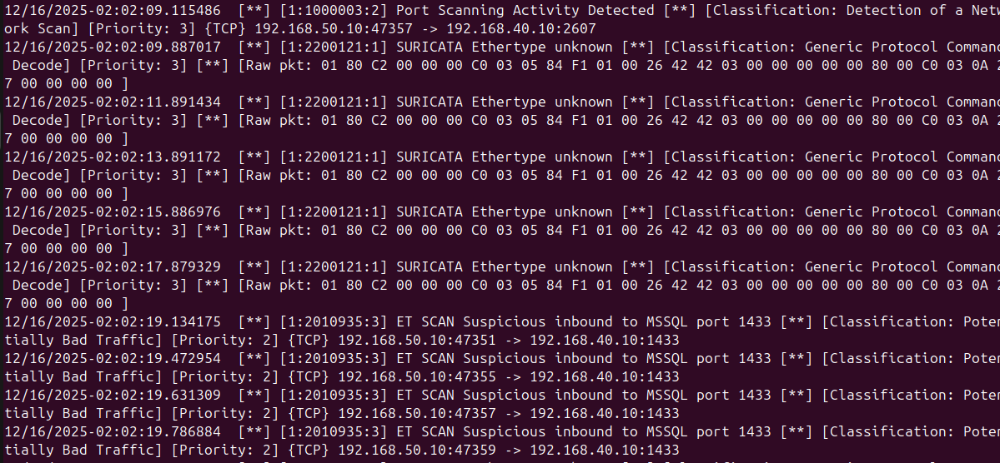 12/16/2025-02:02:09.115486  [**] [1:1000003:2] Port Scanning Activity Detected [**] [Classification: Detection of a Netw
ork Scan] [Priority: 3] {TCP} 192.168.50.10:47357 -> 192.168.40.10:2607
12/16/2025-02:02:09.887017  [**] [1:2200121:1] SURICATA Ethertype unknown [**] [Classification: Generic Protocol Command
 Decode] [Priority: 3] [**] [Raw pkt: 01 80 C2 00 00 00 C0 03 05 84 F1 01 00 26 42 42 03 00 00 00 00 00 80 00 C0 03 0A 2
7 00 00 00 00 ]
12/16/2025-02:02:11.891434  [**] [1:2200121:1] SURICATA Ethertype unknown [**] [Classification: Generic Protocol Command
 Decode] [Priority: 3] [**] [Raw pkt: 01 80 C2 00 00 00 C0 03 05 84 F1 01 00 26 42 42 03 00 00 00 00 00 80 00 C0 03 0A 2
7 00 00 00 00 ]
12/16/2025-02:02:13.891172  [**] [1:2200121:1] SURICATA Ethertype unknown [**] [Classification: Generic Protocol Command
 Decode] [Priority: 3] [**] [Raw pkt: 01 80 C2 00 00 00 C0 03 05 84 F1 01 00 26 42 42 03 00 00 00 00 00 80 00 C0 03 0A 2
7 00 00 00 00 ]
12/16/2025-02:02:15.886976  [**] [1:2200121:1] SURICATA Ethertype unknown [**] [Classification: Generic Protocol Command
 Decode] [Priority: 3] [**] [Raw pkt: 01 80 C2 00 00 00 C0 03 05 84 F1 01 00 26 42 42 03 00 00 00 00 00 80 00 C0 03 0A 2
7 00 00 00 00 ]
12/16/2025-02:02:17.879329  [**] [1:2200121:1] SURICATA Ethertype unknown [**] [Classification: Generic Protocol Command
 Decode] [Priority: 3] [**] [Raw pkt: 01 80 C2 00 00 00 C0 03 05 84 F1 01 00 26 42 42 03 00 00 00 00 00 80 00 C0 03 0A 2
7 00 00 00 00 ]
12/16/2025-02:02:19.134175  [**] [1:2010935:3] ET SCAN Suspicious inbound to MSSQL port 1433 [**] [Classification: Poten
tially Bad Traffic] [Priority: 2] {TCP} 192.168.50.10:47351 -> 192.168.40.10:1433
12/16/2025-02:02:19.472954  [**] [1:2010935:3] ET SCAN Suspicious inbound to MSSQL port 1433 [**] [Classification: Poten
tially Bad Traffic] [Priority: 2] {TCP} 192.168.50.10:47355 -> 192.168.40.10:1433
12/16/2025-02:02:19.631309  [**] [1:2010935:3] ET SCAN Suspicious inbound to MSSQL port 1433 [**] [Classification: Poten
tially Bad Traffic] [Priority: 2] {TCP} 192.168.50.10:47357 -> 192.168.40.10:1433
12/16/2025-02:02:19.786884  [**] [1:2010935:3] ET SCAN Suspicious inbound to MSSQL port 1433 [**] [Classification: Poten
tially Bad Traffic] [Priority: 2] {TCP} 192.168.50.10:47359 -> 192.168.40.10:1433